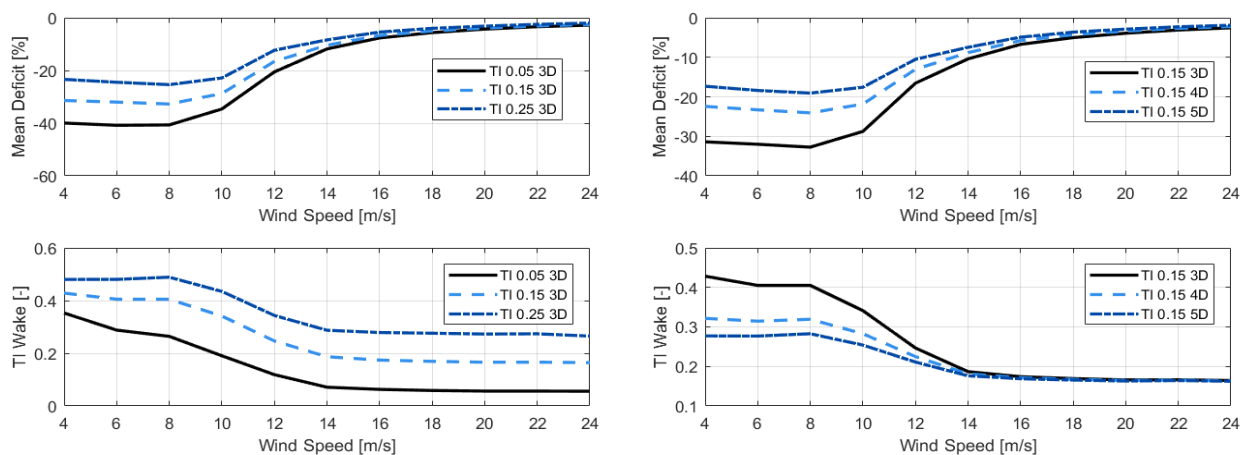 Mean Deficit [%]
0
-20
-40
-60
TI 0.05 3D
TI 0.15 3D
TI 0.25 3D
4 6 8 10 12 14 16 18 20 22 24
Wind Speed [m/s]
Mean Deficit [%]
0
-10
-20
-30
-40
TI 0.15 3D
TI 0.15 4D
TI 0.15 5D
4 6 8 10 12 14 16 18 20 22 24
Wind Speed [m/s]
TI Wake [-]
0.6
0.4
0.2
0
TI 0.05 3D
TI 0.15 3D
TI 0.25 3D
4 6 8 10 12 14 16 18 20 22 24
Wind Speed [m/s]
TI Wake [-]
0.5
0.4
0.3
0.2
0.1
TI 0.15 3D
TI 0.15 4D
TI 0.15 5D
4 6 8 10 12 14 16 18 20 22 24
Wind Speed [m/s]